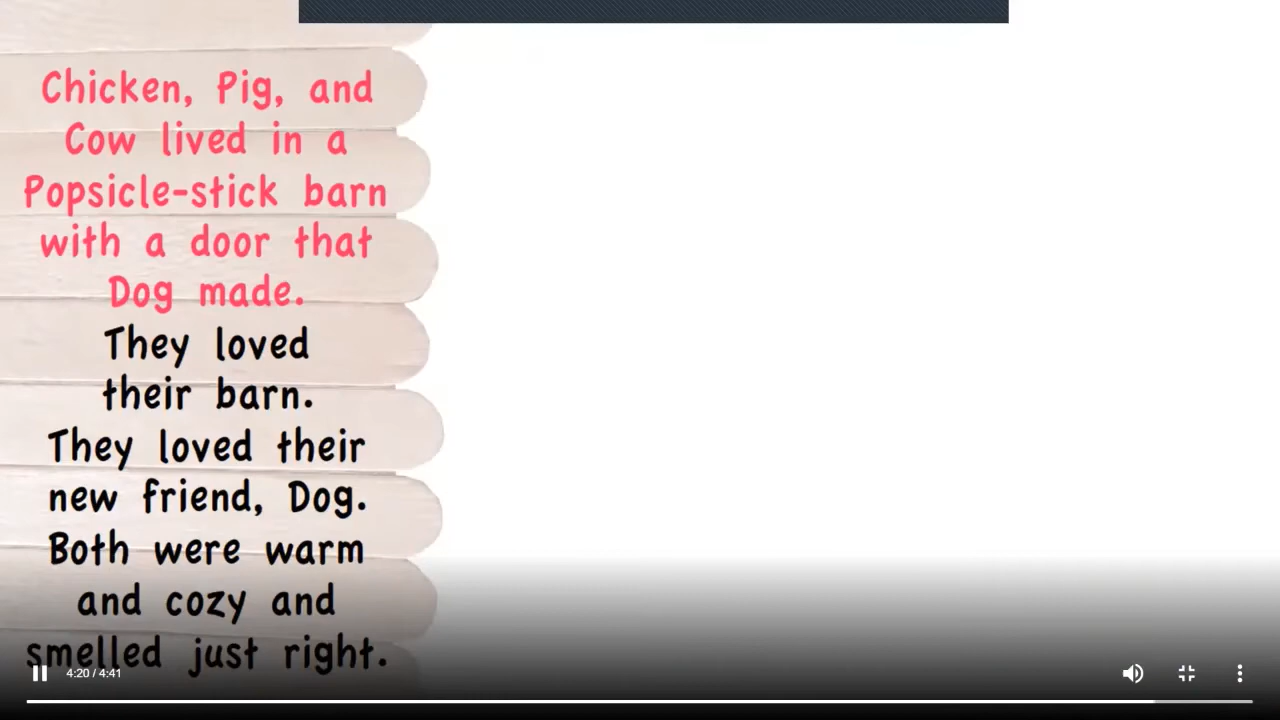 Chicken, Pig, and
Cow lived in a
Popsicle-stick barn
with a door that
Dog made.
They loved
their barn.
They loved their
new friend, Dog.
Both were warm
and cozy and
smelled just right.
4:20 / 4:41